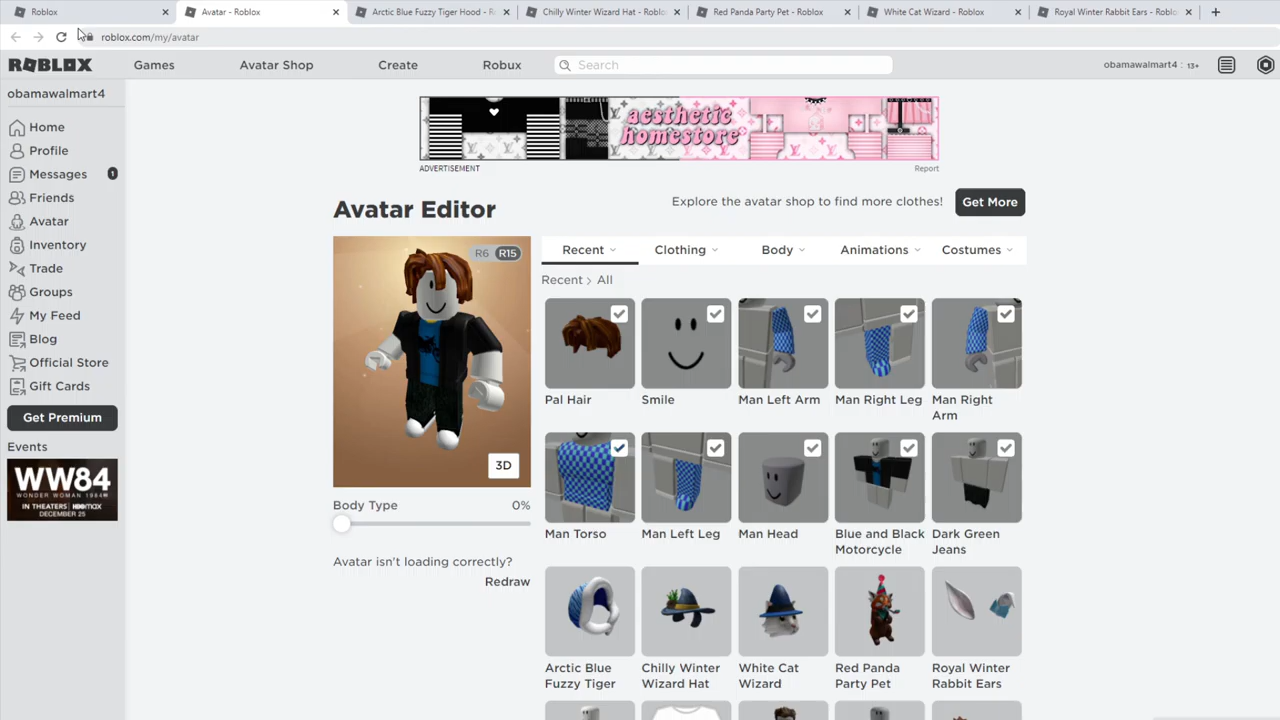 Roblox
Avatar - Roblox
Arctic Blue Fuzzy Tiger Hood - Ro
Chilly Winter Wizard Hat - Roblo
Red Panda Party Pet - Roblox
White Cat Wizard - Roblox
Royal Winter Rabbit Ears - Roblo
roblox.com/my/avatar
ROBLOX
Games
Avatar Shop
Create
Robux
Search
obamawalmart4 : 13+
obamawalmart4
Home
Profile
Messages
1
Friends
Avatar
Inventory
Trade
Groups
My Feed
Blog
Official Store
Gift Cards
Get Premium
Events
WW84
WONDER WOMAN 1984
IN THEATERS HBOmax
DECEMBER 25
aesthetic
homestore
ADVERTISEMENT
Report
Avatar Editor
Explore the avatar shop to find more clothes!
Get More
R6 R15
3D
Body Type 0%
Avatar isn't loading correctly?
Redraw
Recent
Clothing
Body
Animations
Costumes
Recent > All
Pal Hair
Smile
Man Left Arm
Man Right Leg
Man Right
Arm
Man Torso
Man Left Leg
Man Head
Blue and Black
Motorcycle
Dark Green
Jeans
Arctic Blue
Fuzzy Tiger
Chilly Winter
Wizard Hat
White Cat
Wizard
Red Panda
Party Pet
Royal Winter
Rabbit Ears